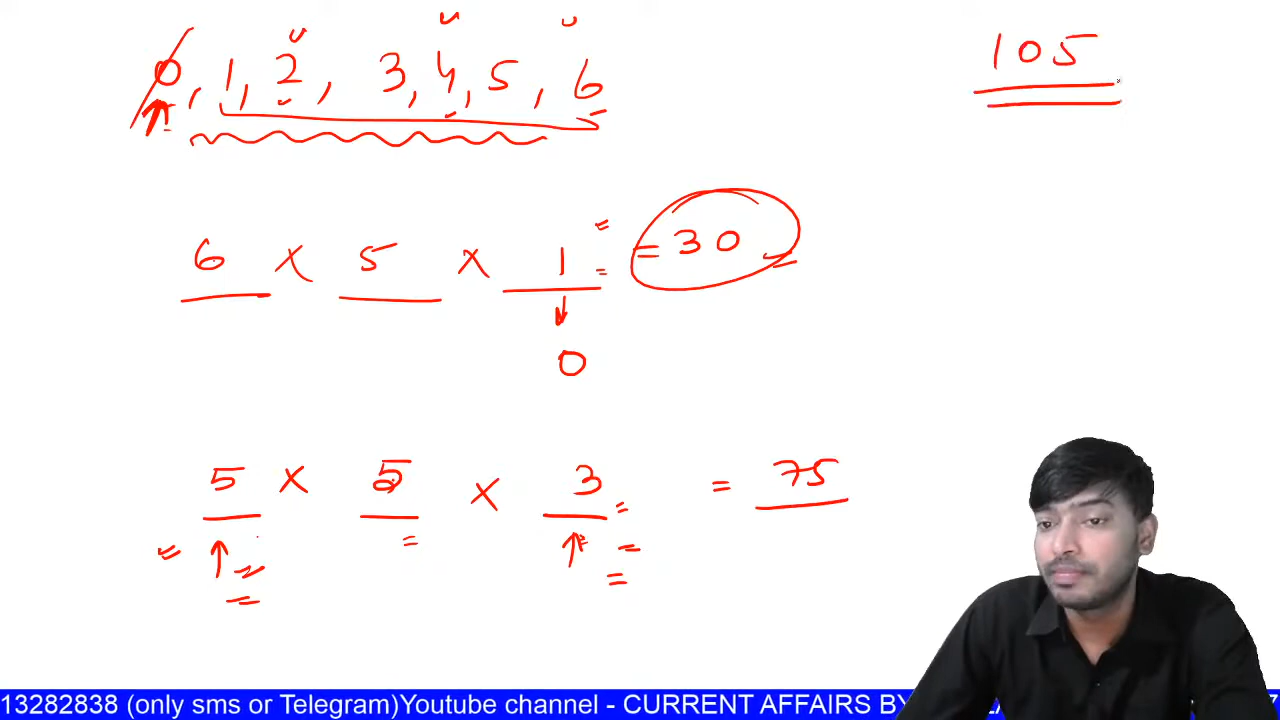 0, 1, 2, 3, 4, 5, 6
105
6 × 5 × 1 = 30
0
5 × 5 × 3 = 75
13282838 (only sms or Telegram)Youtube channel - CURRENT AFFAIRS BY